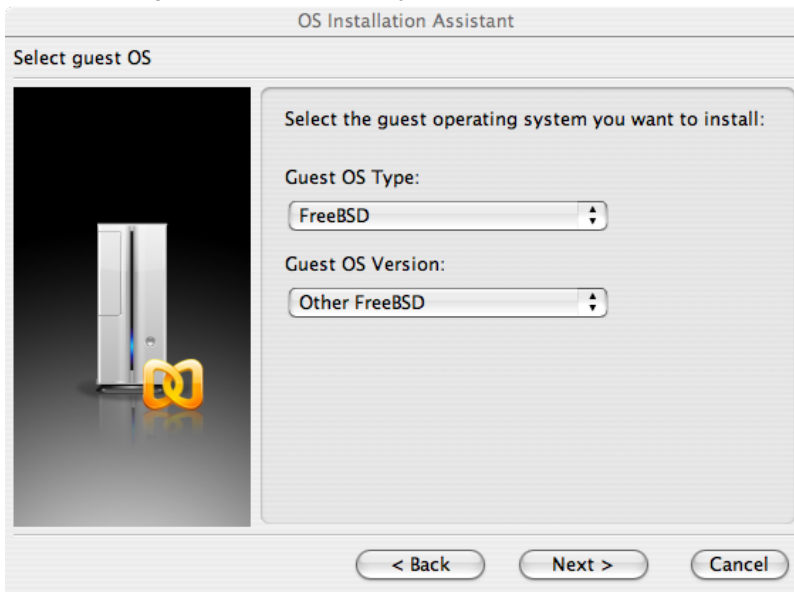 OS Installation Assistant
Select guest OS
Select the guest operating system you want to install:
Guest OS Type:
FreeBSD
Guest OS Version:
Other FreeBSD
< Back Next > Cancel